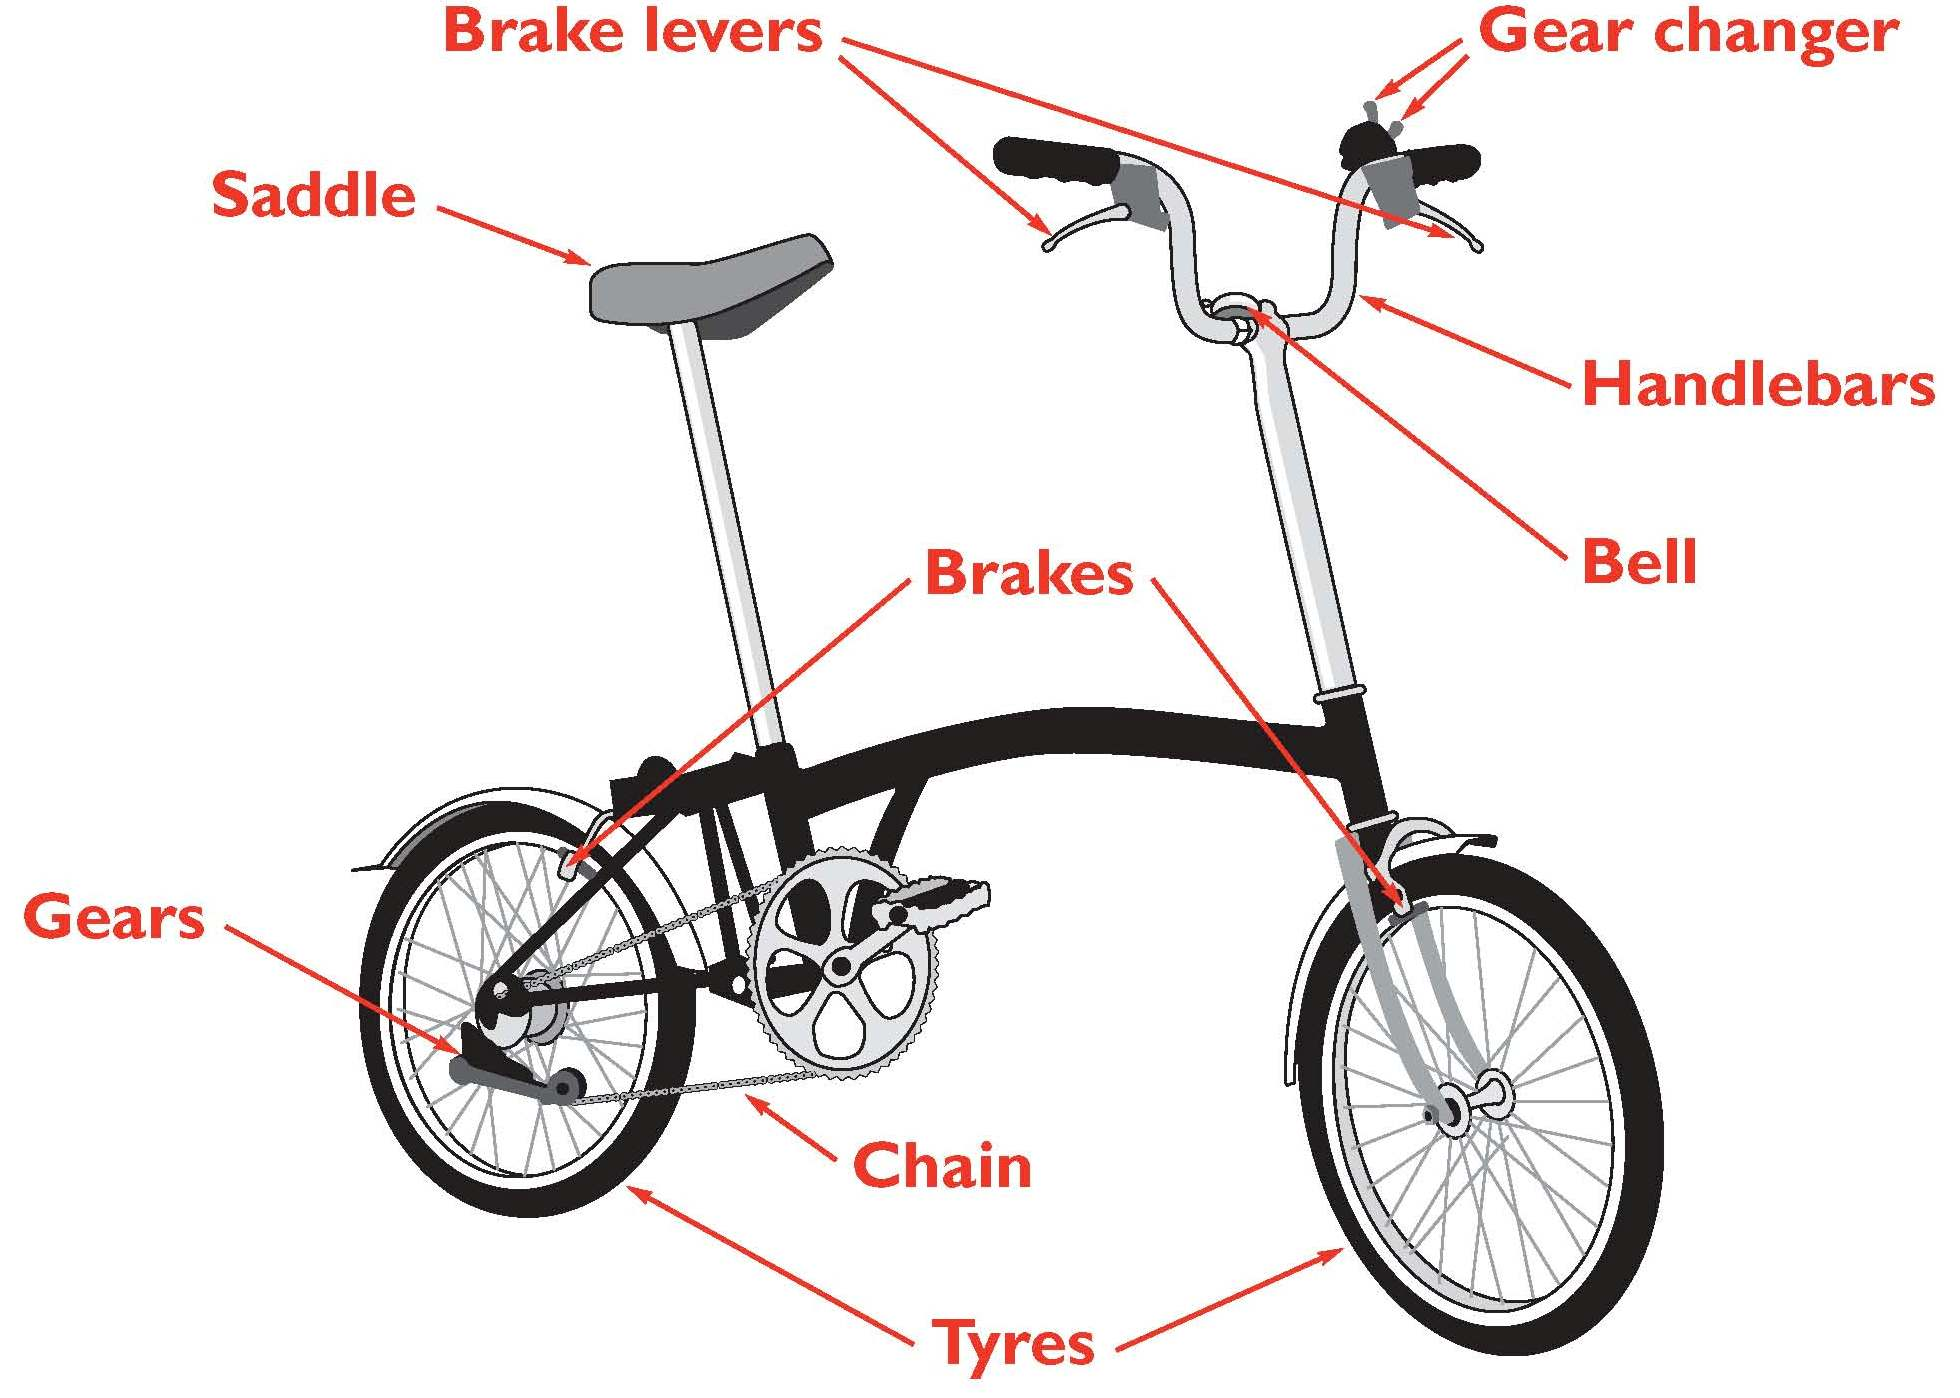 Brake levers
Gear changer
Saddle
Handlebars
Bell
Brakes
Gears
Chain
Tyres